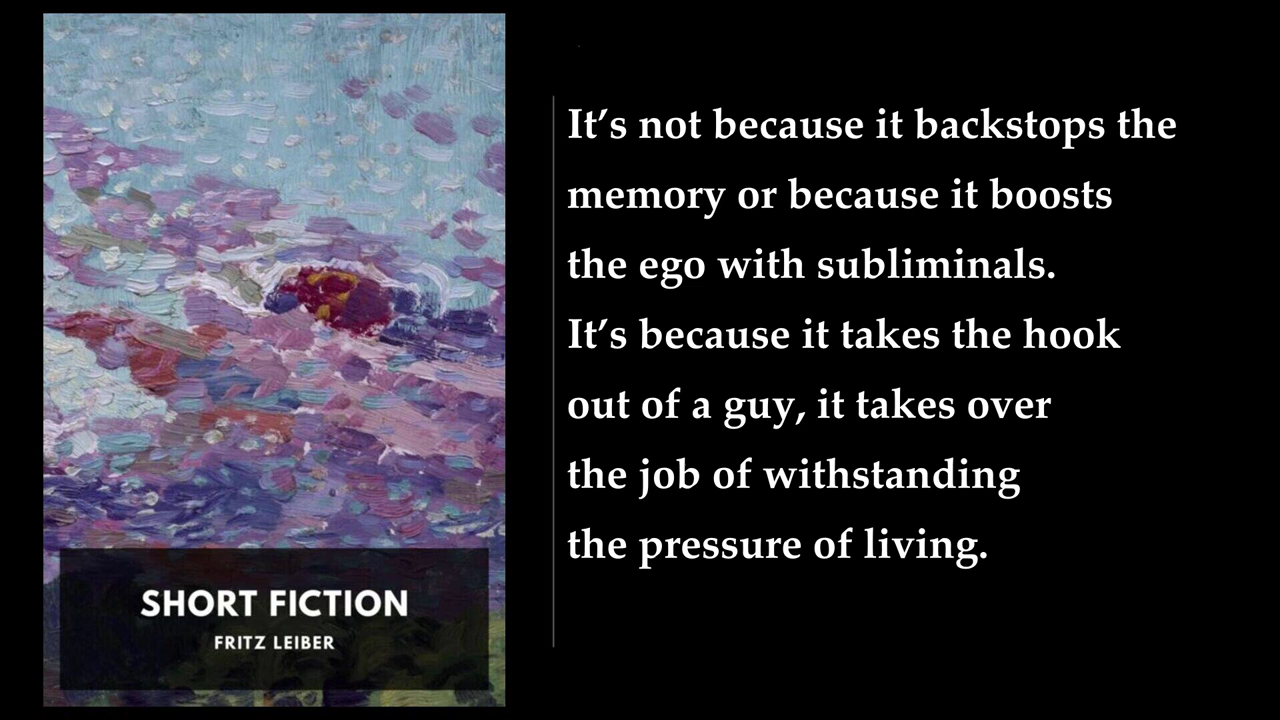 It’s not because it backstops the
memory or because it boosts
the ego with subliminals.
It’s because it takes the hook
out of a guy, it takes over
the job of withstanding
the pressure of living.
SHORT FICTION
FRITZ LEIBER